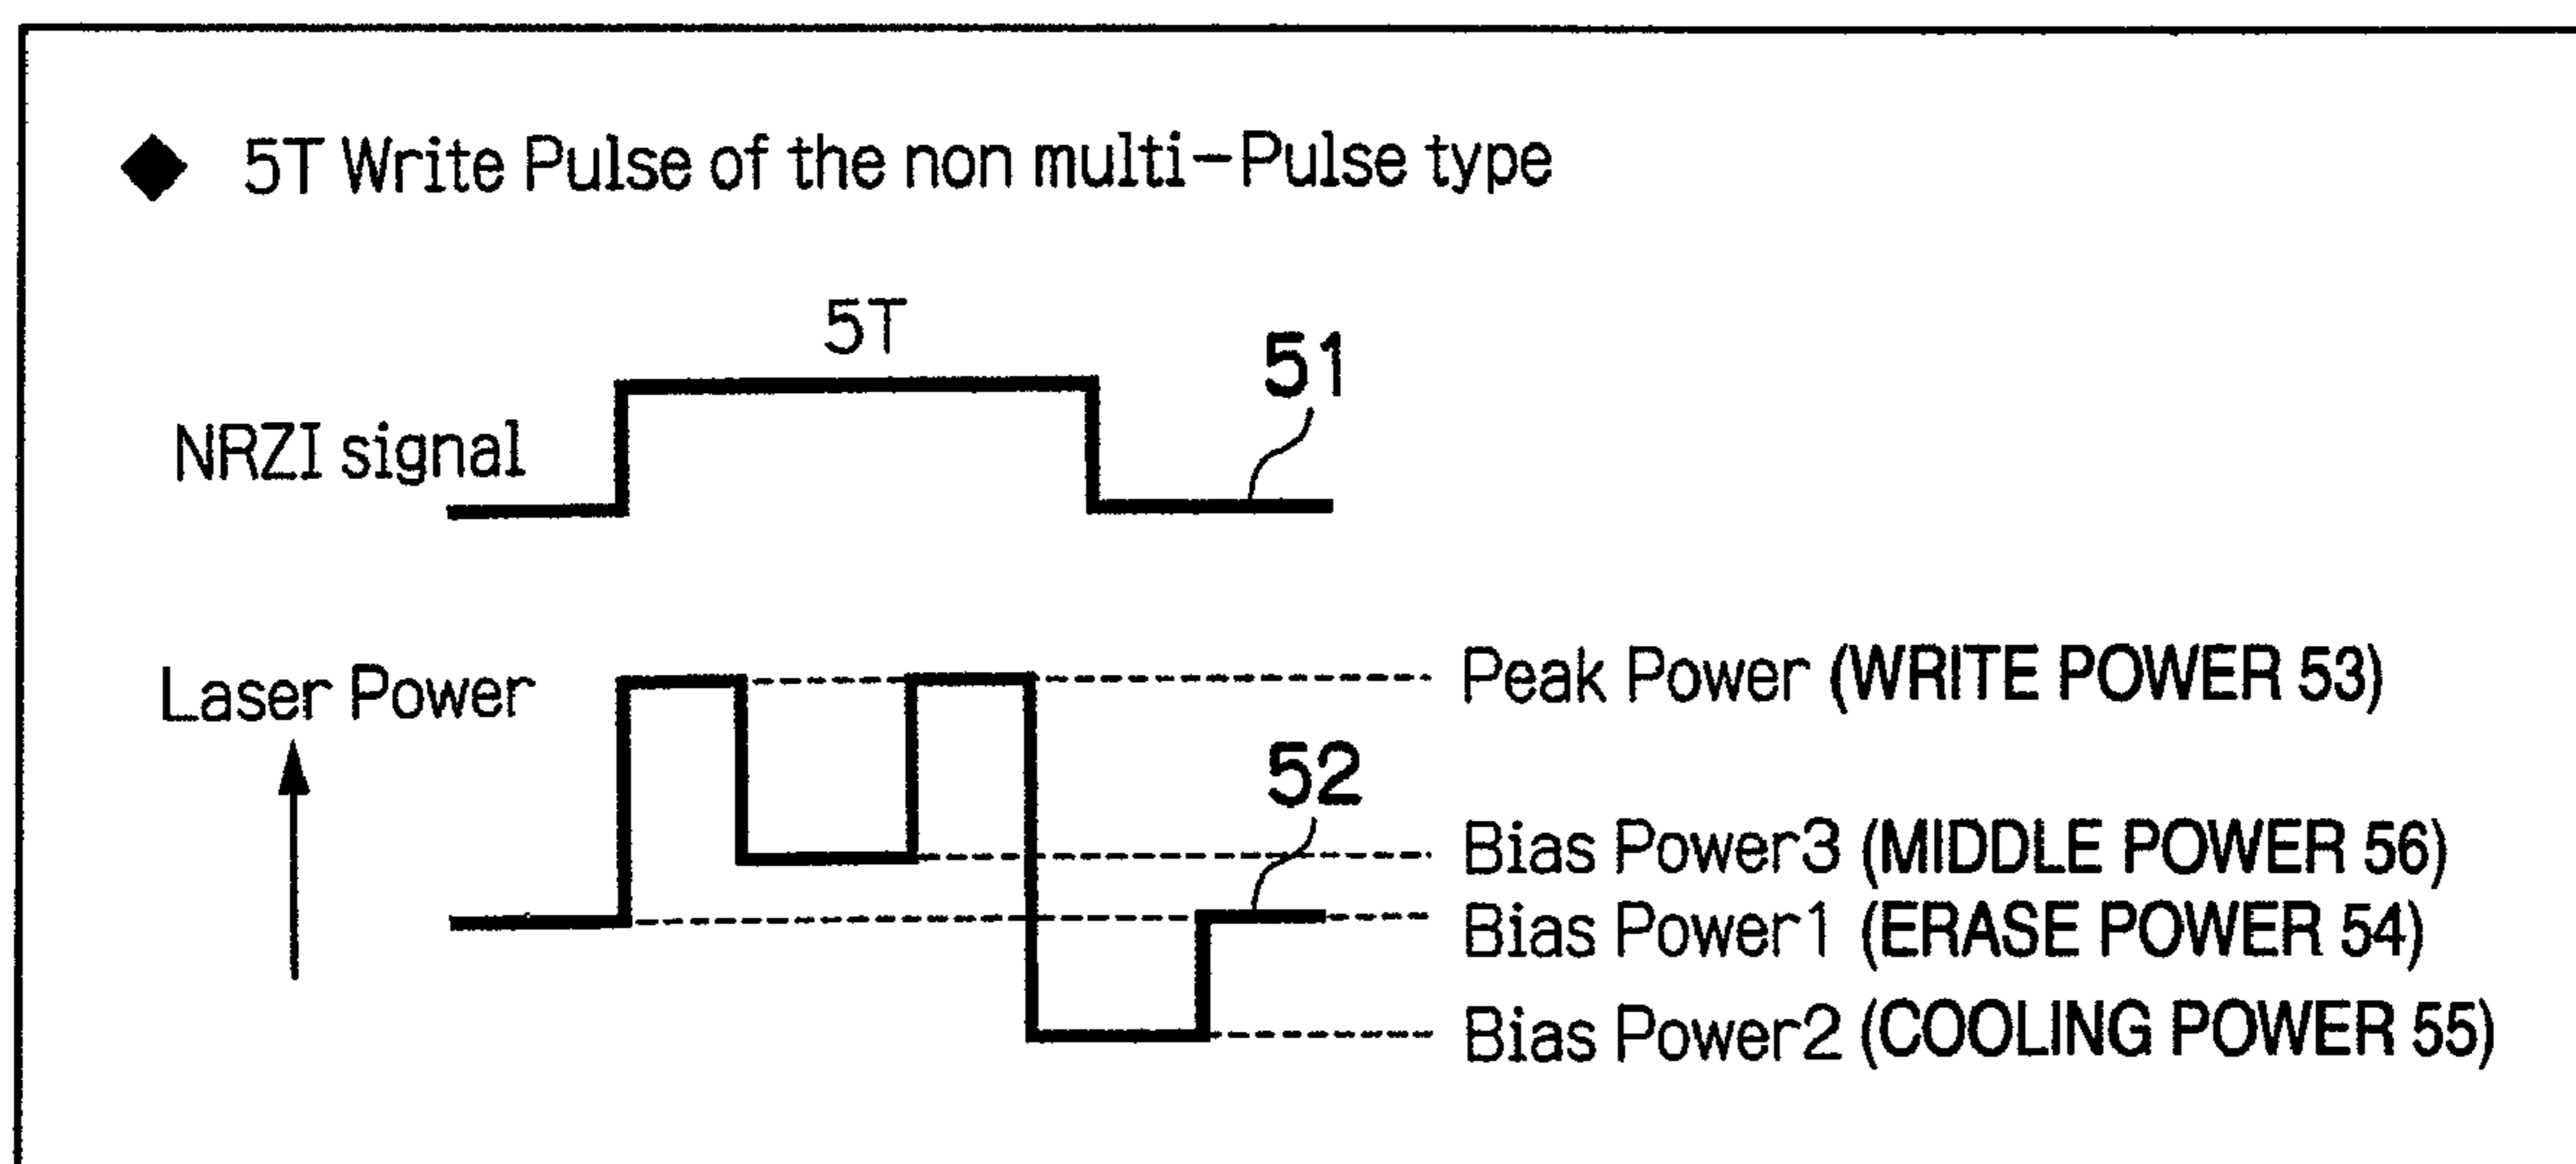 ◆ 5T Write Pulse of the non multi-Pulse type
5T
51
NRZI signal
Laser Power
Peak Power (WRITE POWER 53)
52
Bias Power3 (MIDDLE POWER 56)
Bias Power1 (ERASE POWER 54)
Bias Power2 (COOLING POWER 55)